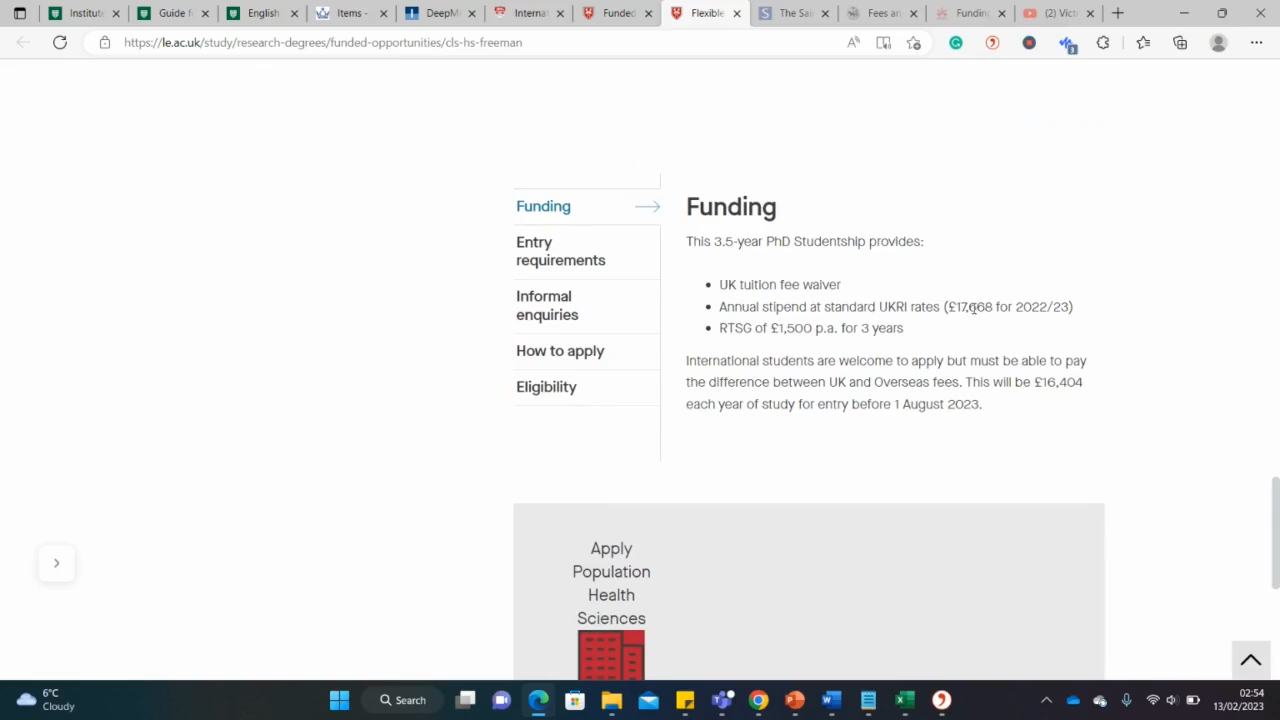 Institute
Guide f
English
Items -
DeepM
Internat
Funded
Flexible
The Sai
Fees an
Funding
(2) Vict
https://le.ac.uk/study/research-degrees/funded-opportunities/cls-hs-freeman
Funding
Entry
requirements
Informal
enquiries
How to apply
Eligibility
Funding
This 3.5-year PhD Studentship provides:
• UK tuition fee waiver
• Annual stipend at standard UKRI rates (£17,668 for 2022/23)
• RTSG of £1,500 p.a. for 3 years
International students are welcome to apply but must be able to pay
the difference between UK and Overseas fees. This will be £16,404
each year of study for entry before 1 August 2023.
Apply
Population
Health
Sciences
6°C
Cloudy
Search
02:54
13/02/2023